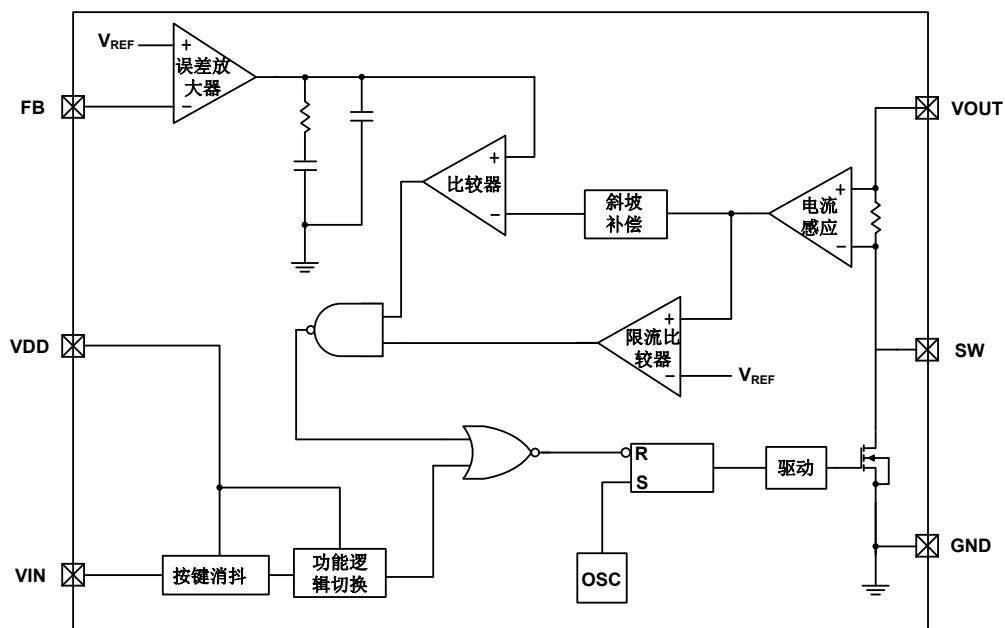 VREF
+
误差放
大器
−
FB
VOUT
+
比较器
−
斜坡
补偿
+
电流
感应
−
VDD
+
限流比
较器
−
VREF
SW
R
S
驱动
GND
VIN
按键消抖
功能逻
辑切换
OSC